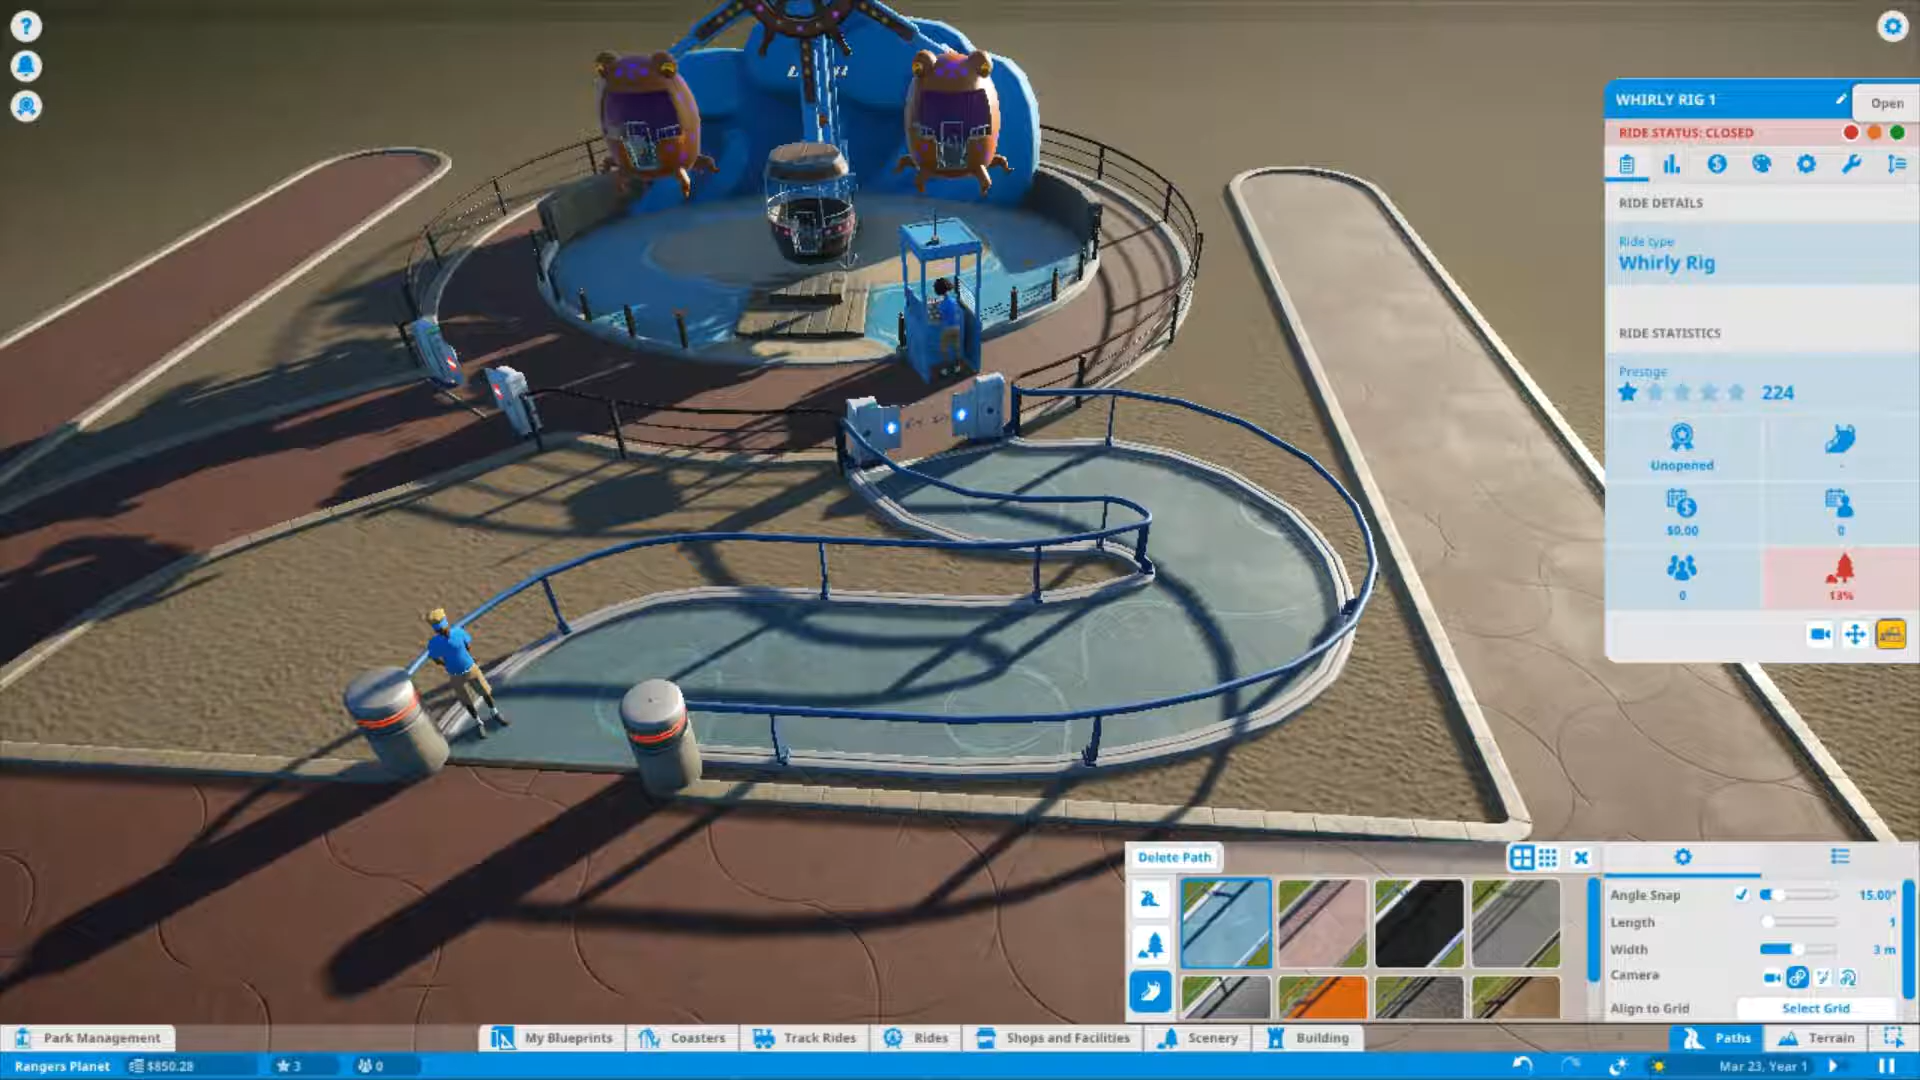 ?
WHIRLY RIG 1
Open
RIDE STATUS: CLOSED
RIDE DETAILS
Ride type
Whirly Rig
RIDE STATISTICS
Prestige
224
Unopened
-
$0.00
0
0
13%
Delete Path
Angle Snap
15.00°
Length
1
Width
3 m
Camera
Align to Grid
Select Grid
Park Management
My Blueprints
Coasters
Track Rides
Rides
Shops and Facilities
Scenery
Building
Paths
Terrain
Rangers Planet
$850.28
3
0
Mar 23, Year 1